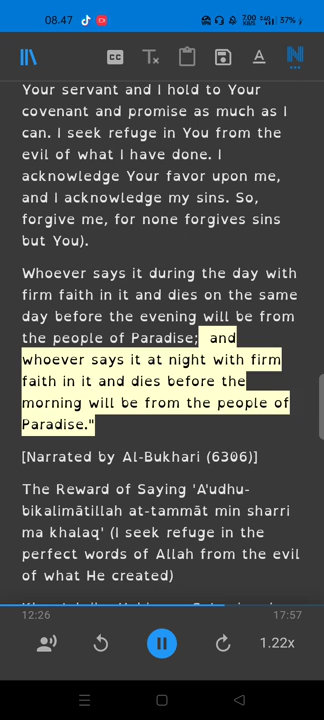 08.47
7.00 KB/S
37%
CC
Your servant and I hold to Your
covenant and promise as much as I
can. I seek refuge in You from the
evil of what I have done. I
acknowledge Your favor upon me,
and I acknowledge my sins. So,
forgive me, for none forgives sins
but You).
Whoever says it during the day with
firm faith in it and dies on the same
day before the evening will be from
the people of Paradise; and
whoever says it at night with firm
faith in it and dies before the
morning will be from the people of
Paradise."
[Narrated by Al-Bukhari (6306)]
The Reward of Saying 'A'udhu-
bikalimātillah at-tammāt min sharri
ma khalaq' (I seek refuge in the
perfect words of Allah from the evil
of what He created)
12:26
17:57
1.22x